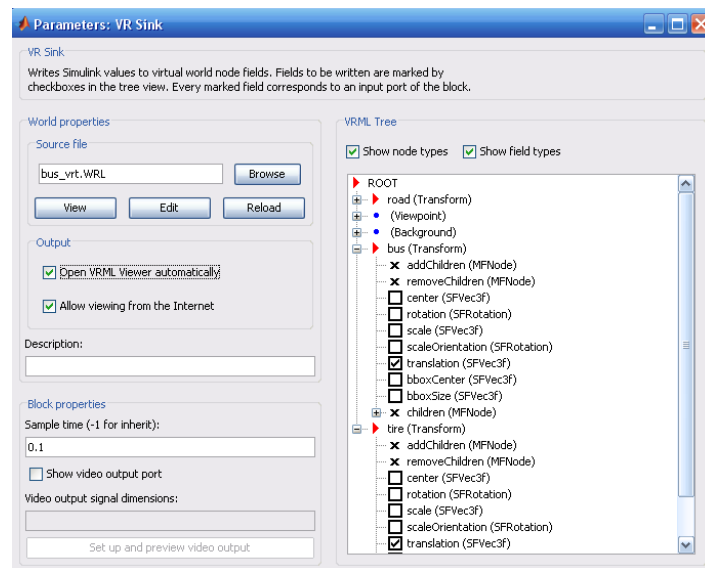 Parameters: VR Sink
VR Sink
Writes Simulink values to virtual world node fields. Fields to be written are marked by
checkboxes in the tree view. Every marked field corresponds to an input port of the block.
World properties
Source file
bus_vrt.WRL
Browse
View
Edit
Reload
Output
Open VRML Viewer automatically
Allow viewing from the Internet
Description:
Block properties
Sample time (-1 for inherit):
0.1
Show video output port
Video output signal dimensions:
Set up and preview video output
VRML Tree
Show node types
Show field types
ROOT
road (Transform)
(Viewpoint)
(Background)
bus (Transform)
addChildren (MFNode)
removeChildren (MFNode)
center (SFVec3f)
rotation (SFRotation)
scale (SFVec3f)
scaleOrientation (SFRotation)
translation (SFVec3f)
bboxCenter (SFVec3f)
bboxSize (SFVec3f)
children (MFNode)
tire (Transform)
addChildren (MFNode)
removeChildren (MFNode)
center (SFVec3f)
rotation (SFRotation)
scale (SFVec3f)
scaleOrientation (SFRotation)
translation (SFVec3f)